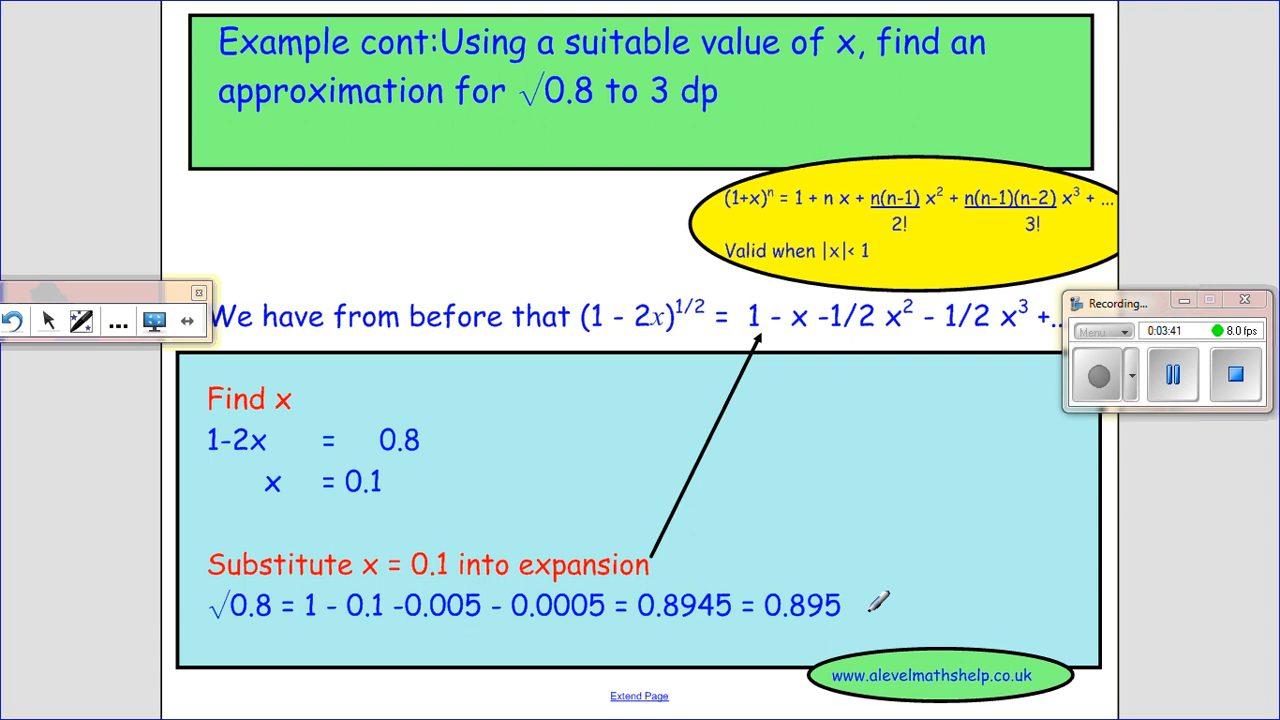 Example cont:Using a suitable value of x, find an
approximation for √0.8 to 3 dp
(1+x)ⁿ = 1 + n x + n(n-1) x² + n(n-1)(n-2) x³ + ...
2! 3!
Valid when |x|< 1
We have from before that (1 - 2x)^1/2 = 1 - x -1/2 x² - 1/2 x³ +..
Recording...
Menu 0:03:41 8.0 fps
...
Find x
1-2x = 0.8
x = 0.1
Substitute x = 0.1 into expansion
√0.8 = 1 - 0.1 -0.005 - 0.0005 = 0.8945 = 0.895
www.alevelmathshelp.co.uk
Extend Page